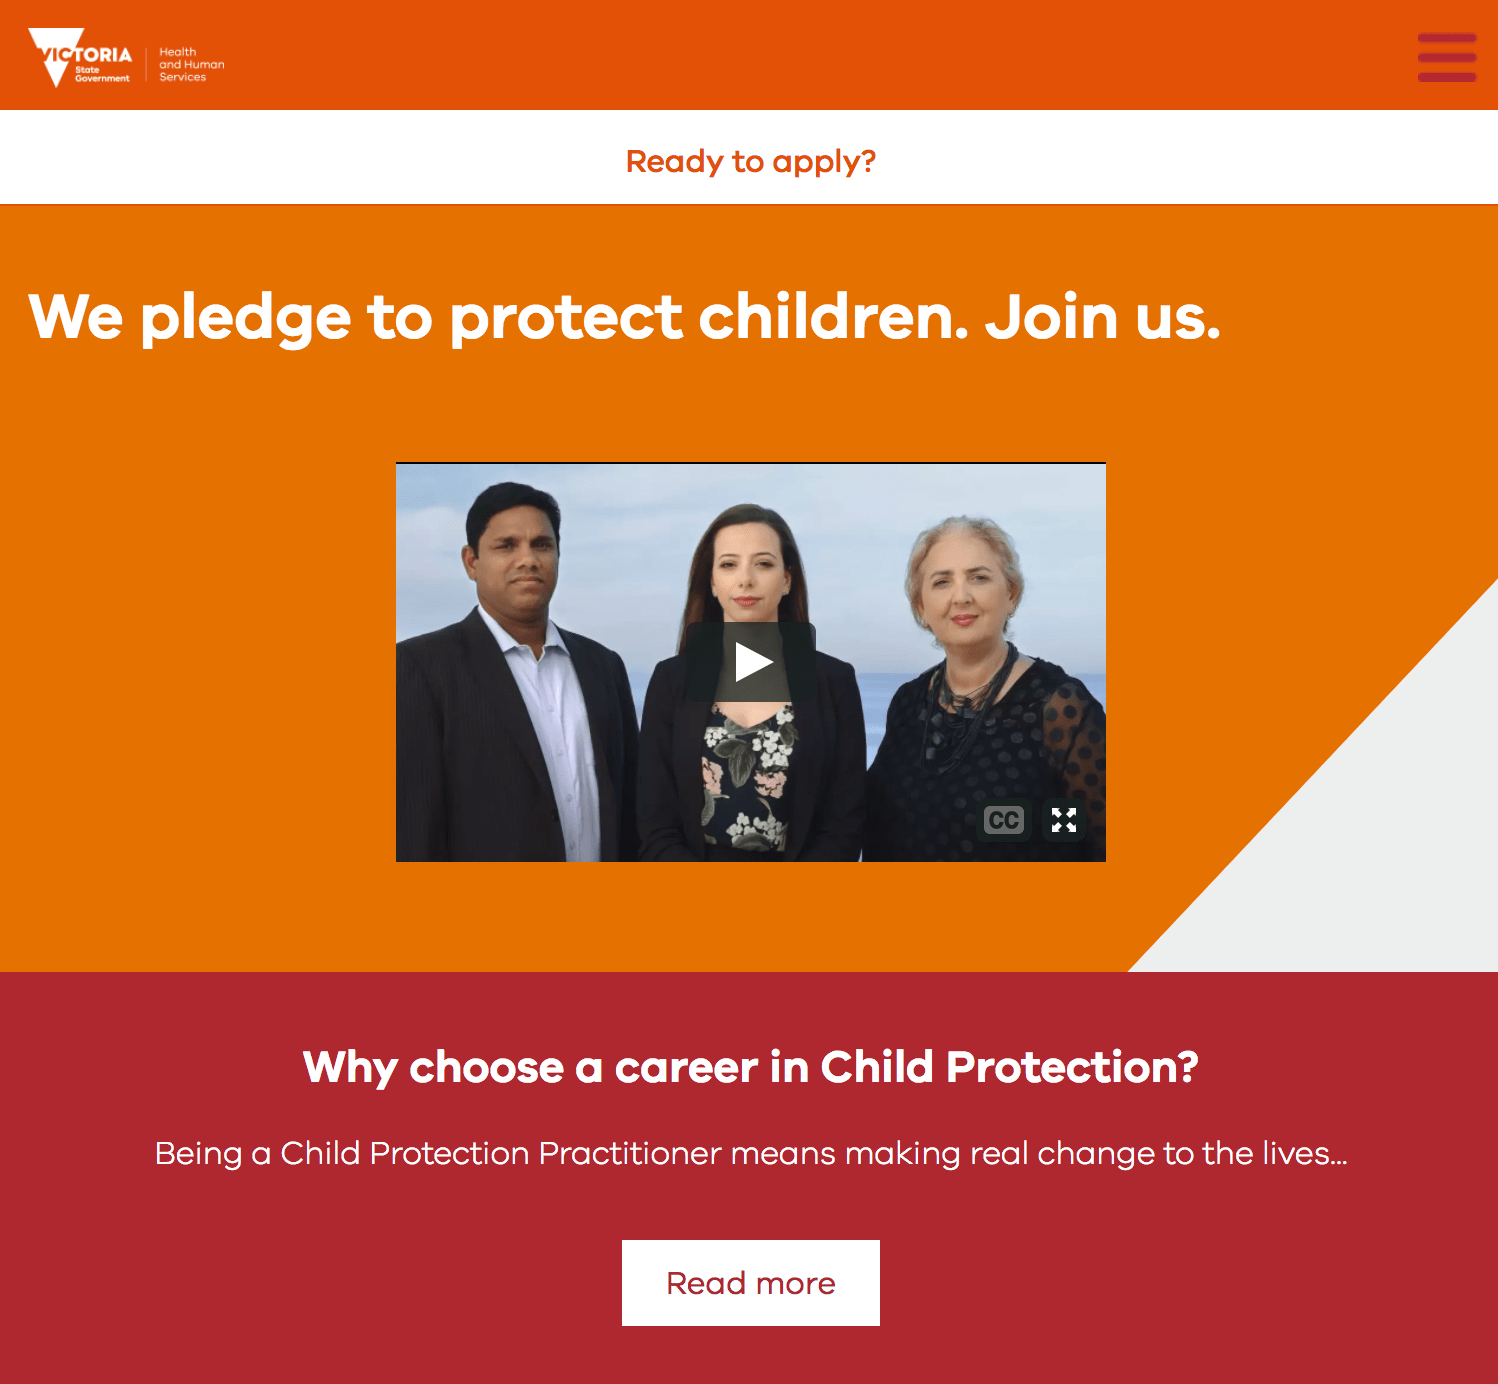 VICTORIA
State
Government
Health
and Human
Services
Ready to apply?
We pledge to protect children. Join us.
CC
Why choose a career in Child Protection?
Being a Child Protection Practitioner means making real change to the lives...
Read more